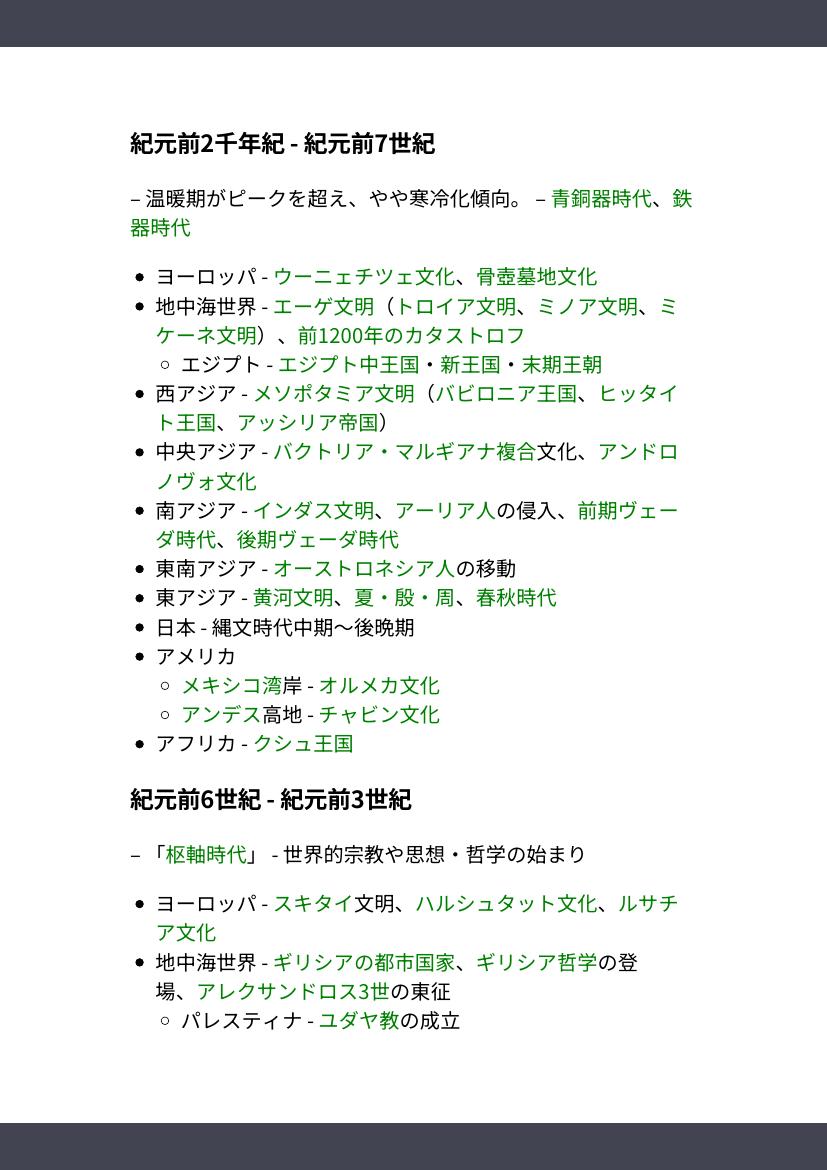 紀元前2千年紀 - 紀元前7世紀
– 温暖期がピークを超え、やや寒冷化傾向。 – 青銅器時代、鉄
器時代
• ヨーロッパ - ウーニェチツェ文化、骨壺墓地文化
• 地中海世界 - エーゲ文明（トロイア文明、ミノア文明、ミ
ケーネ文明）、前1200年のカタストロフ
○ エジプト - エジプト中王国・新王国・末期王朝
• 西アジア - メソポタミア文明（バビロニア王国、ヒッタイ
ト王国、アッシリア帝国）
• 中央アジア - バクトリア・マルギアナ複合文化、アンドロ
ノヴォ文化
• 南アジア - インダス文明、アーリア人の侵入、前期ヴェー
ダ時代、後期ヴェーダ時代
• 東南アジア - オーストロネシア人の移動
• 東アジア - 黄河文明、夏・殷・周、春秋時代
• 日本 - 縄文時代中期〜後晩期
• アメリカ
○ メキシコ湾岸 - オルメカ文化
○ アンデス高地 - チャビン文化
• アフリカ - クシュ王国
紀元前6世紀 - 紀元前3世紀
– 「枢軸時代」 - 世界的宗教や思想・哲学の始まり
• ヨーロッパ - スキタイ文明、ハルシュタット文化、ルサチ
ア文化
• 地中海世界 - ギリシアの都市国家、ギリシア哲学の登
場、アレクサンドロス3世の東征
○ パレスティナ - ユダヤ教の成立